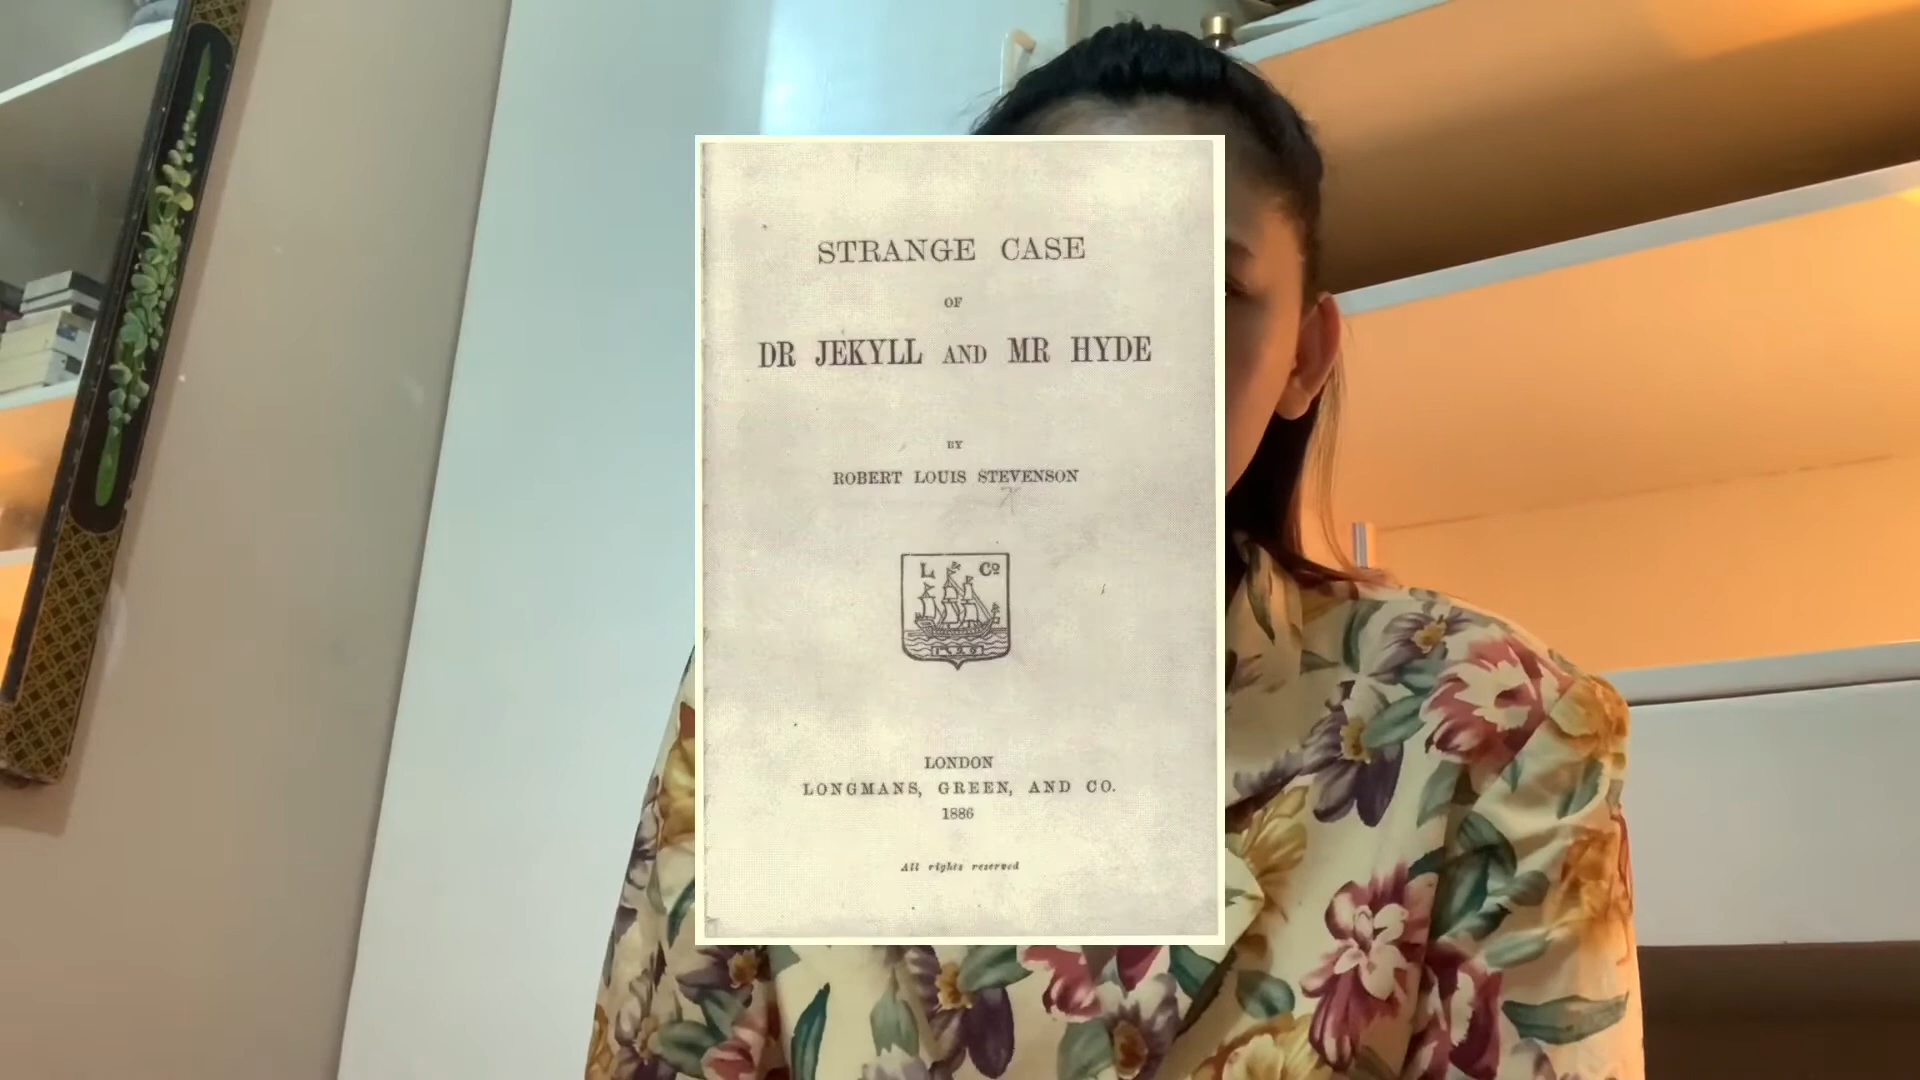 STRANGE CASE
OF
DR JEKYLL AND MR HYDE
BY
ROBERT LOUIS STEVENSON
L Co
LONDON
LONGMANS, GREEN, AND CO.
1886
All rights reserved